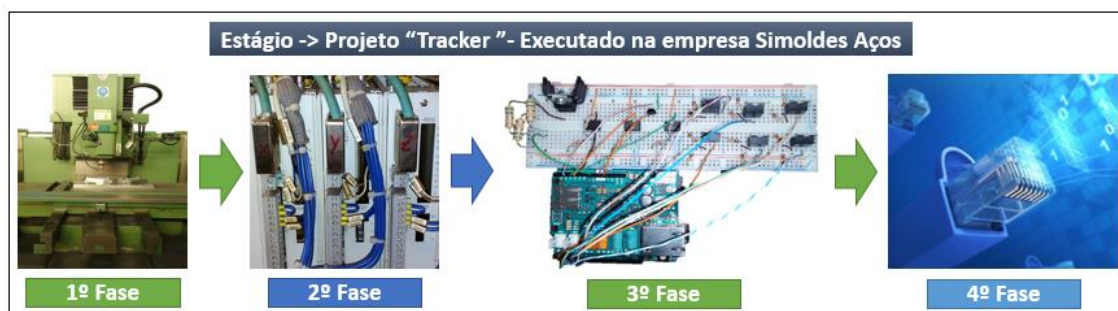 Estágio -> Projeto “Tracker ”- Executado na empresa Simoldes Aços
1º Fase
2º Fase
3º Fase
4º Fase